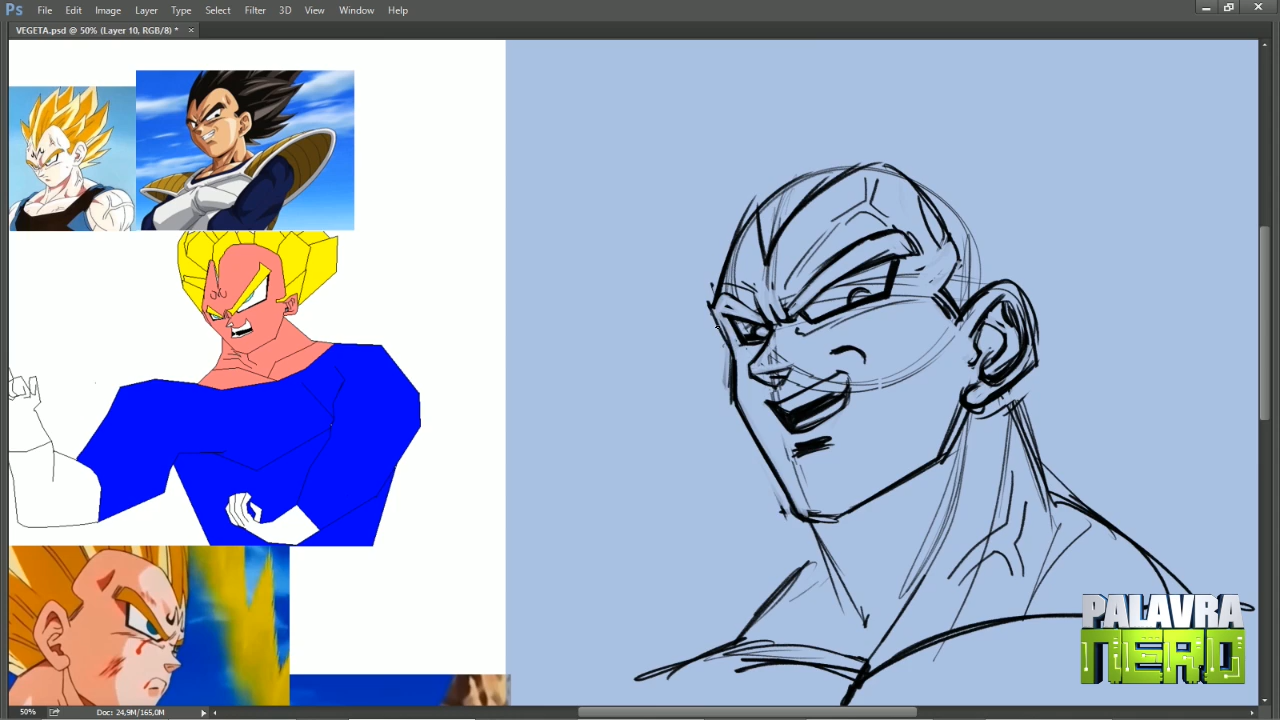 Ps File Edit Image Layer Type Select Filter 3D View Window Help
VEGETA.psd @ 50% (Layer 10, RGB/8) *
50% Doc: 24,9M/165,0M
PALAVRA
NERD